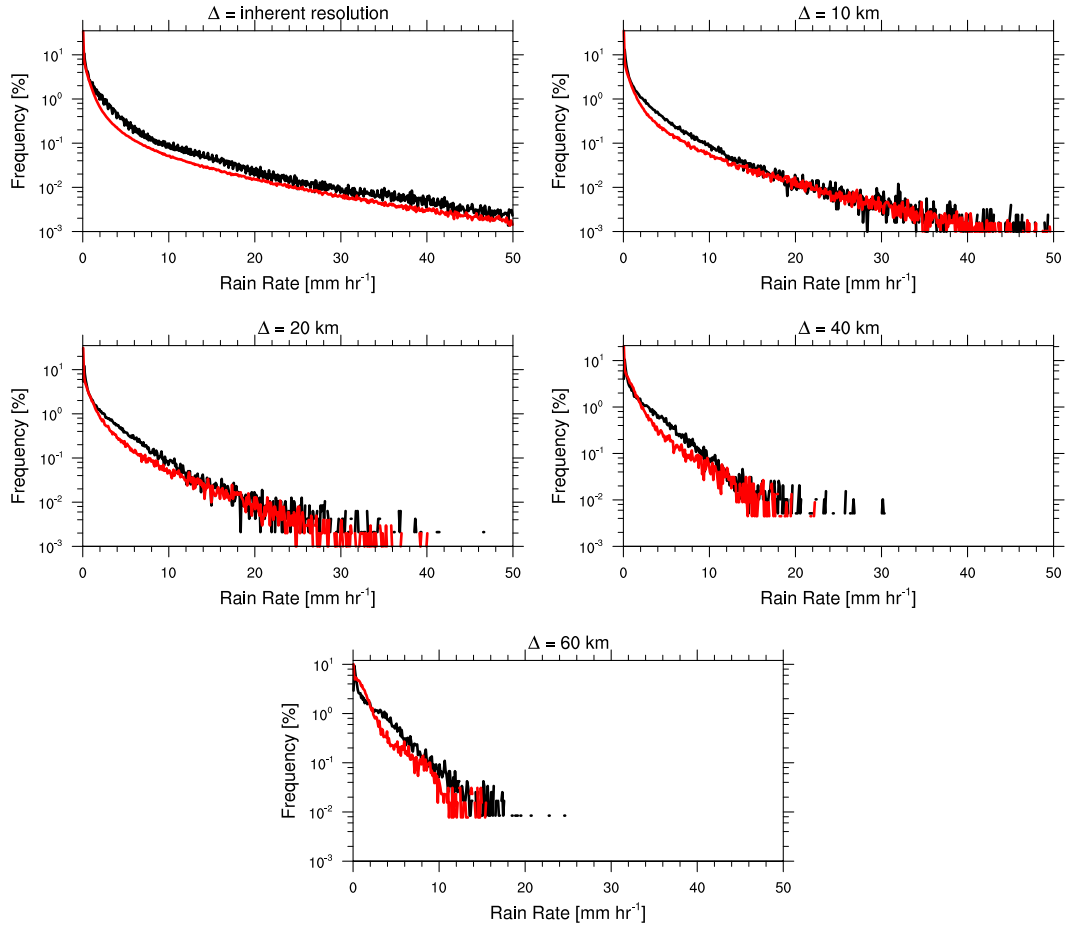 Δ = inherent resolution
Frequency [%]
10¹
10⁰
10⁻¹
10⁻²
10⁻³
0 10 20 30 40 50
Rain Rate [mm hr⁻¹]
Δ = 10 km
Frequency [%]
10¹
10⁰
10⁻¹
10⁻²
10⁻³
0 10 20 30 40 50
Rain Rate [mm hr⁻¹]
Δ = 20 km
Frequency [%]
10¹
10⁰
10⁻¹
10⁻²
10⁻³
0 10 20 30 40 50
Rain Rate [mm hr⁻¹]
Δ = 40 km
Frequency [%]
10¹
10⁰
10⁻¹
10⁻²
10⁻³
0 10 20 30 40 50
Rain Rate [mm hr⁻¹]
Δ = 60 km
Frequency [%]
10¹
10⁰
10⁻¹
10⁻²
10⁻³
0 10 20 30 40 50
Rain Rate [mm hr⁻¹]